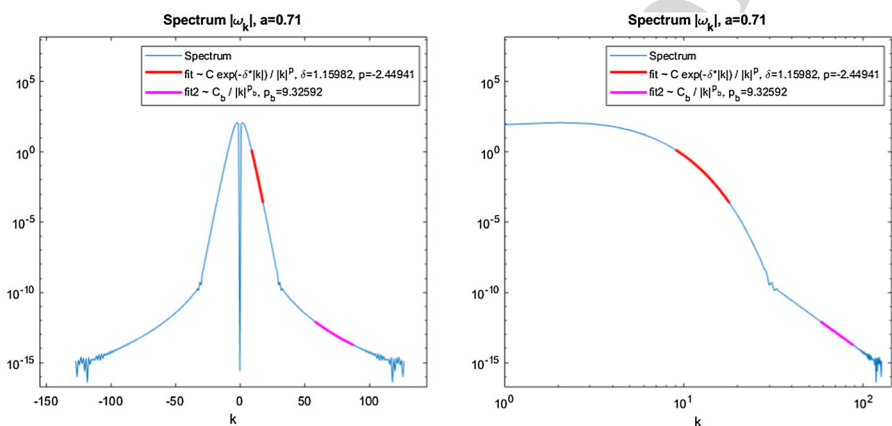 Spectrum |ω_k|, a=0.71
Spectrum
fit ~ C exp(-δ*|k|) / |k|^p, δ=1.15982, p=-2.44941
fit2 ~ C_b / |k|^p_b, p_b=9.32592
10^5
10^0
10^-5
10^-10
10^-15
-150 -100 -50 0 50 100
k
Spectrum |ω_k|, a=0.71
Spectrum
fit ~ C exp(-δ*|k|) / |k|^p, δ=1.15982, p=-2.44941
fit2 ~ C_b / |k|^p_b, p_b=9.32592
10^5
10^0
10^-5
10^-10
10^-15
10^0 10^1 10^2
k